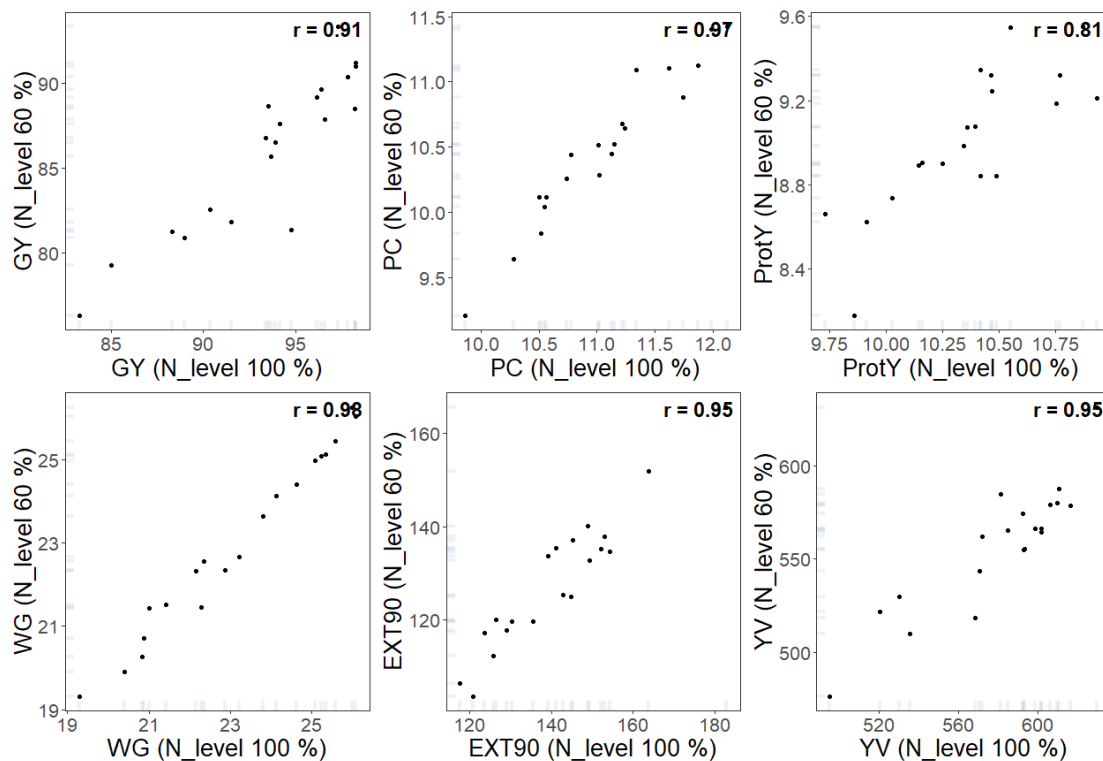 r = 0.91
GY (N_level 60 %)
90
85
80
85
90
95
GY (N_level 100 %)
r = 0.97
PC (N_level 60 %)
11.5
11.0
10.5
10.0
9.5
10.0
10.5
11.0
11.5
12.0
PC (N_level 100 %)
r = 0.81
ProtY (N_level 60 %)
9.6
9.2
8.8
8.4
9.75
10.00
10.25
10.50
10.75
ProtY (N_level 100 %)
r = 0.98
WG (N_level 60 %)
25
23
21
19
19
21
23
25
WG (N_level 100 %)
r = 0.95
EXT90 (N_level 60 %)
160
140
120
120
140
160
180
EXT90 (N_level 100 %)
r = 0.95
YV (N_level 60 %)
600
550
500
520
560
600
YV (N_level 100 %)